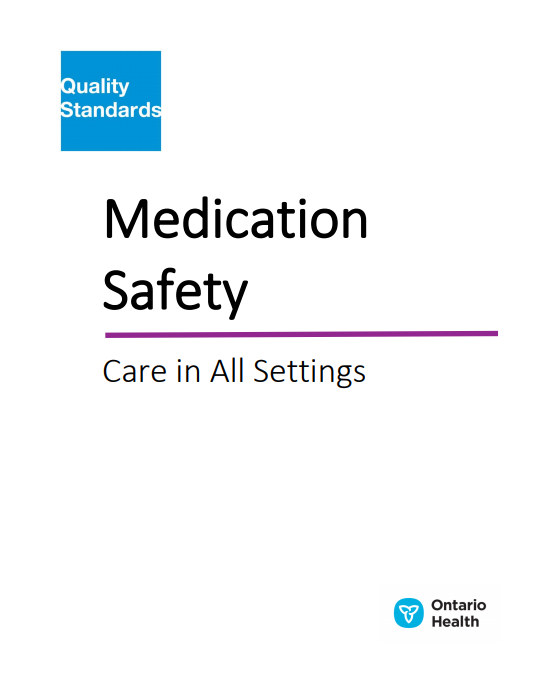 Quality
Standards
Medication
Safety
Care in All Settings
Ontario
Health